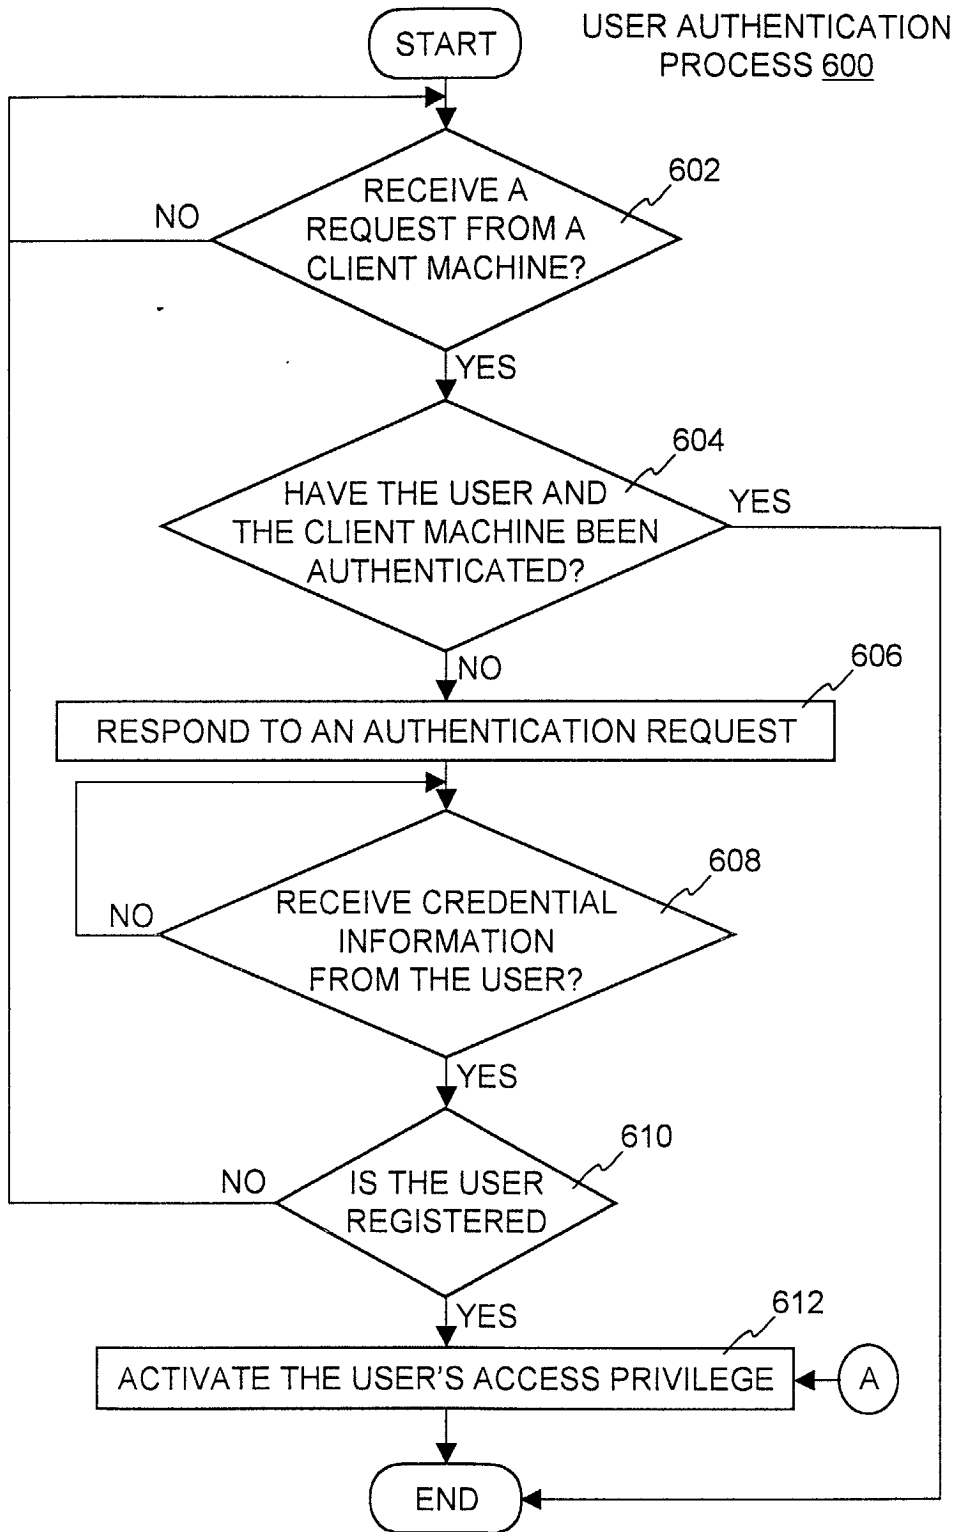 START
USER AUTHENTICATION
PROCESS 600
602
RECEIVE A
REQUEST FROM A
CLIENT MACHINE?
NO
YES
604
HAVE THE USER AND
THE CLIENT MACHINE BEEN
AUTHENTICATED?
YES
NO
606
RESPOND TO AN AUTHENTICATION REQUEST
608
RECEIVE CREDENTIAL
INFORMATION
FROM THE USER?
NO
YES
610
IS THE USER
REGISTERED
NO
YES
612
ACTIVATE THE USER'S ACCESS PRIVILEGE
A
END